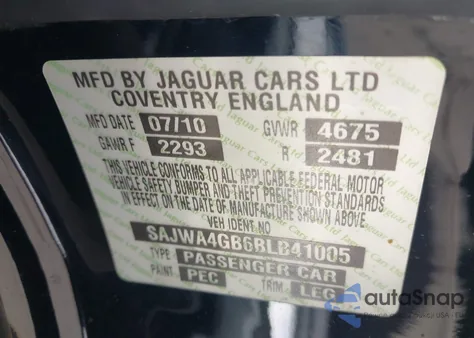 MFD BY JAGUAR CARS LTD
COVENTRY ENGLAND
MFD DATE 07/10 GVWR 4675
GAWR F 2293 R 2481
THIS VEHICLE CONFORMS TO ALL APPLICABLE FEDERAL MOTOR
VEHICLE SAFETY BUMPER AND THEFT PREVENTION STANDARDS
IN EFFECT ON THE DATE OF MANUFACTURE SHOWN ABOVE
VEH IDENT NO
SAJWA4GB6BLB41005
TYPE PASSENGER CAR
PAINT PEC TRIM LEG
autoSnap